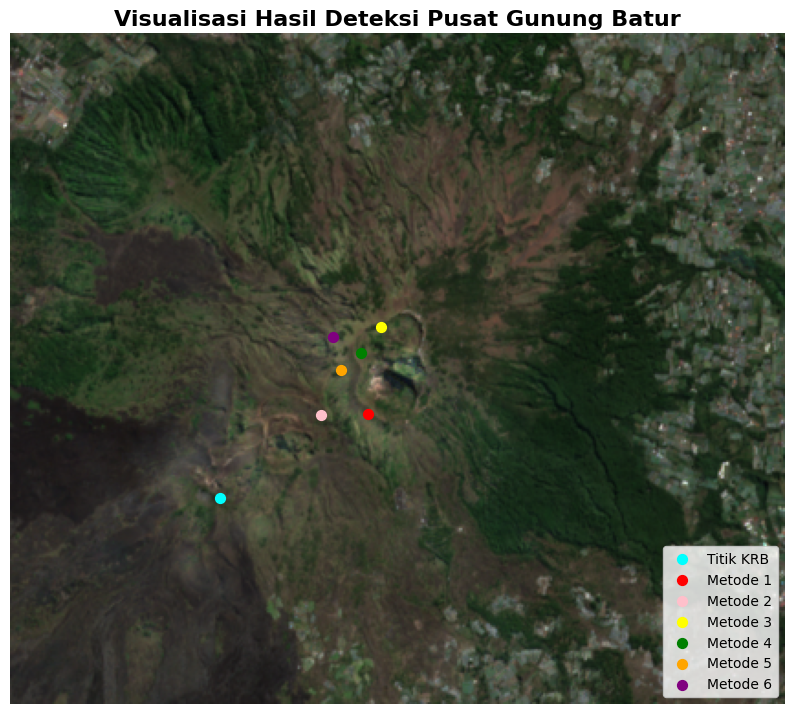 Visualisasi Hasil Deteksi Pusat Gunung Batur
Titik KRB
Metode 1
Metode 2
Metode 3
Metode 4
Metode 5
Metode 6